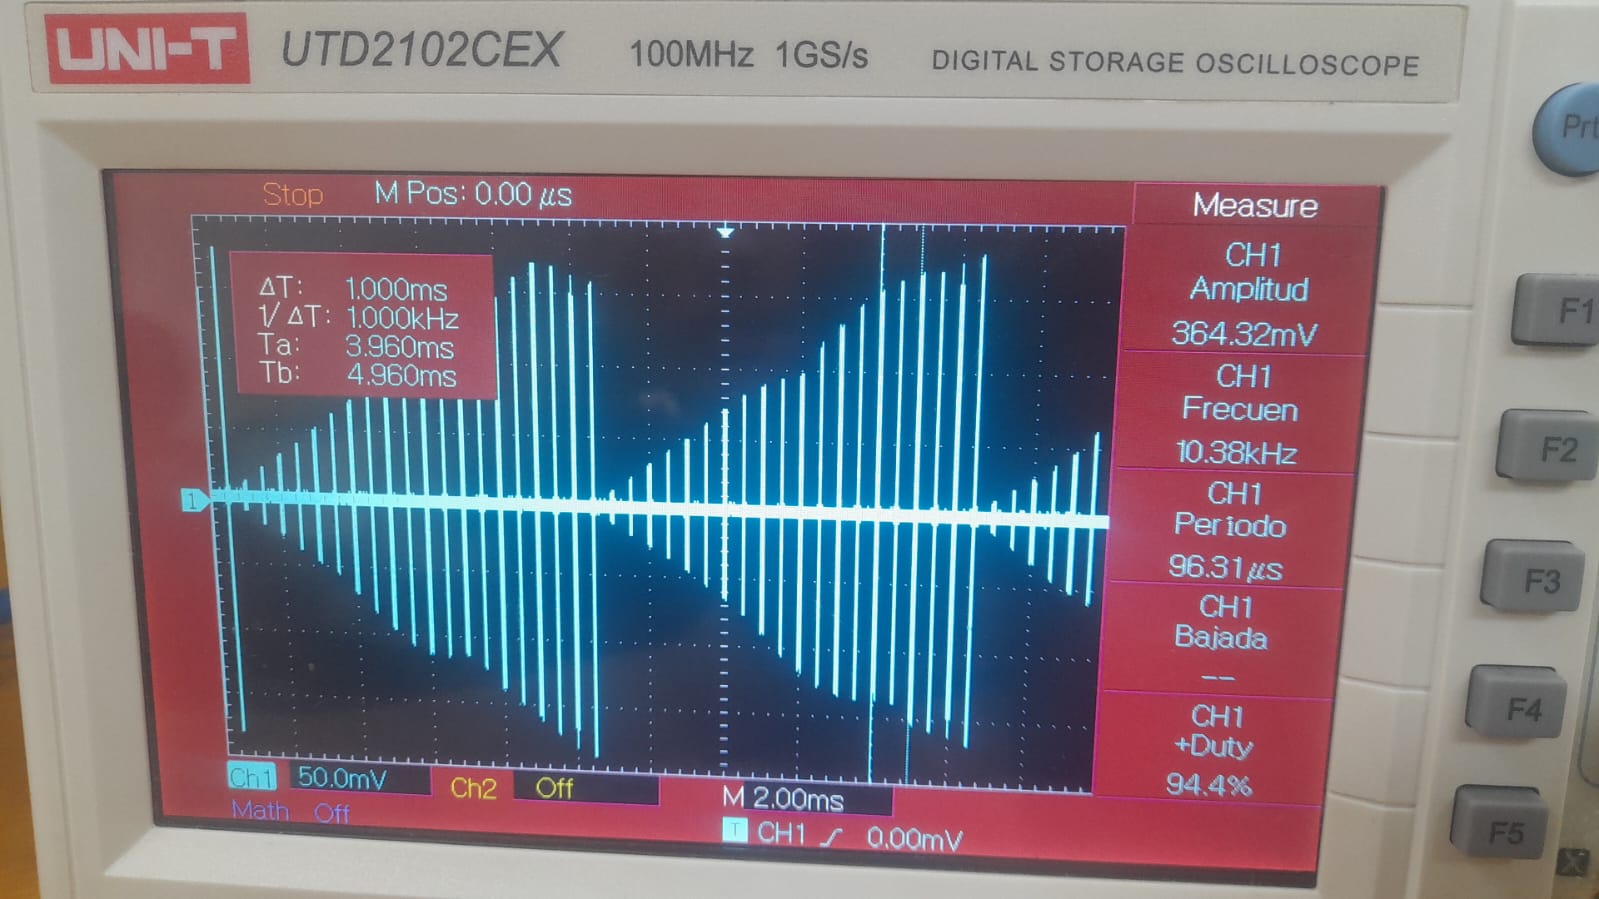 UNI-T UTD2102CEX 100MHz 1GS/s DIGITAL STORAGE OSCILLOSCOPE
Prt
Stop M Pos: 0.00 µs
Measure
ΔT: 1.000ms
1/ΔT: 1.000kHz
Ta: 3.960ms
Tb: 4.960ms
CH1
Amplitud
364.32mV
CH1
Frecuen
10.38kHz
CH1
Período
96.31µs
CH1
Bajada
--
CH1
+Duty
94.4%
F1
F2
F3
F4
F5
1
Ch1 50.0mV Ch2 Off M 2.00ms
Math Off T CH1 0.00mV